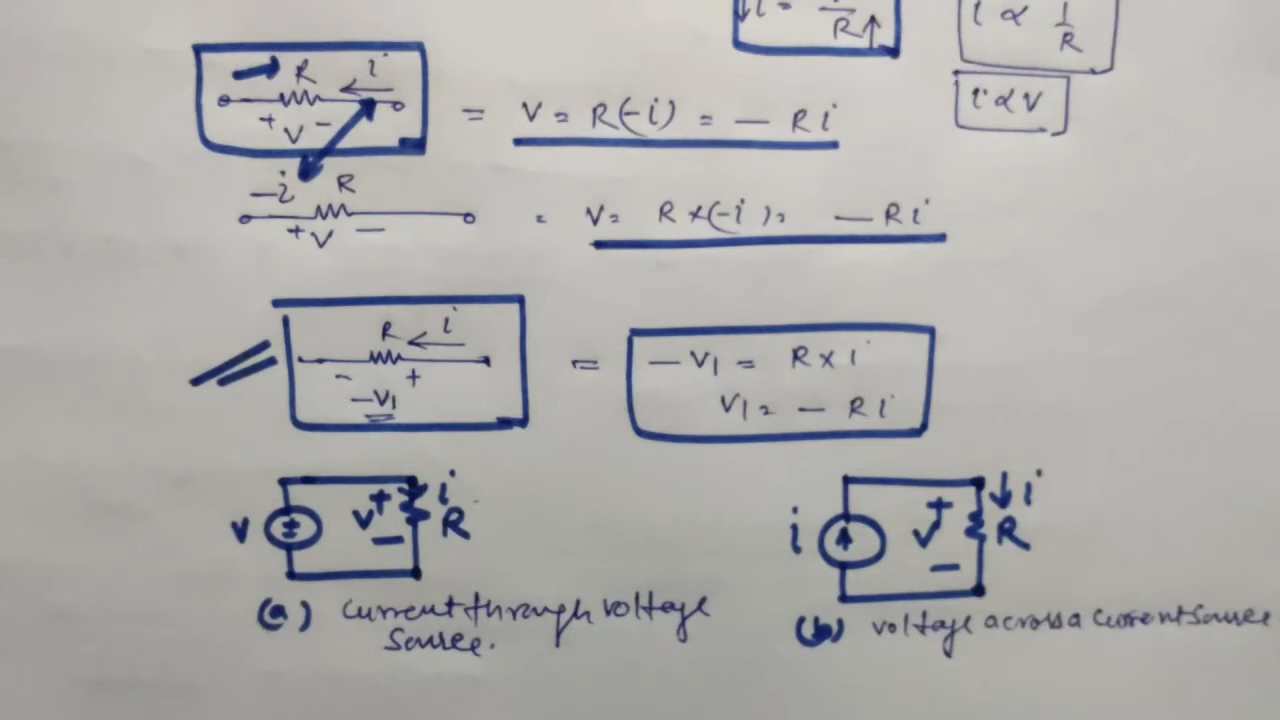 i = 
R
i ∝ 1/R
i ∝ V
R i
+ V -
= V = R(-i) = - Ri
-i R
+ V -
= V = R×(-i) = - Ri
R i
- +
-V1
= -V1 = R×i
V1 = - Ri
V V + - i R
i V + - i R
(a) Current through voltage
Source.
(b) voltage across a current source